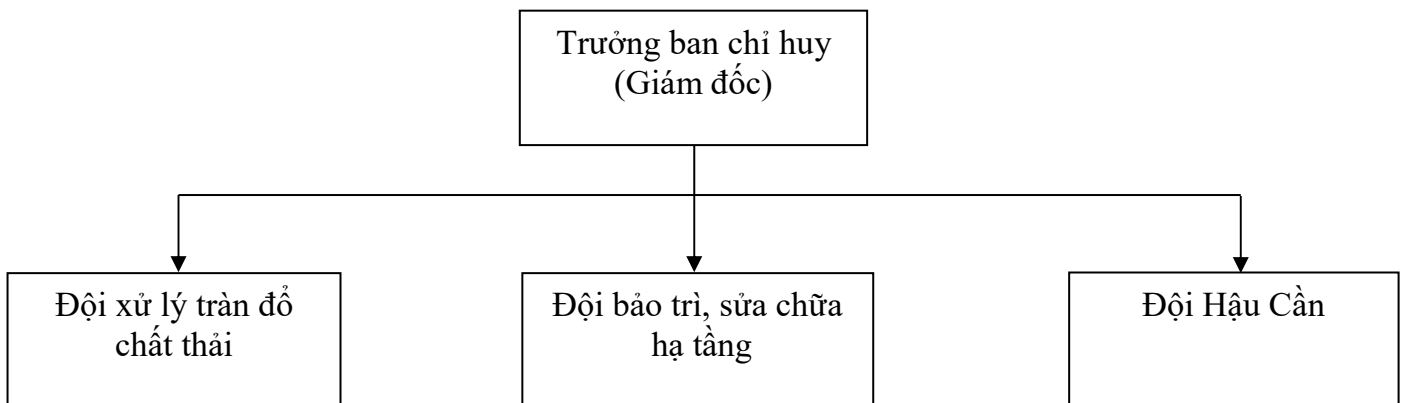 Trưởng ban chỉ huy
(Giám đốc)
Đội xử lý tràn đổ
chất thải
Đội bảo trì, sửa chữa
hạ tầng
Đội Hậu Cần